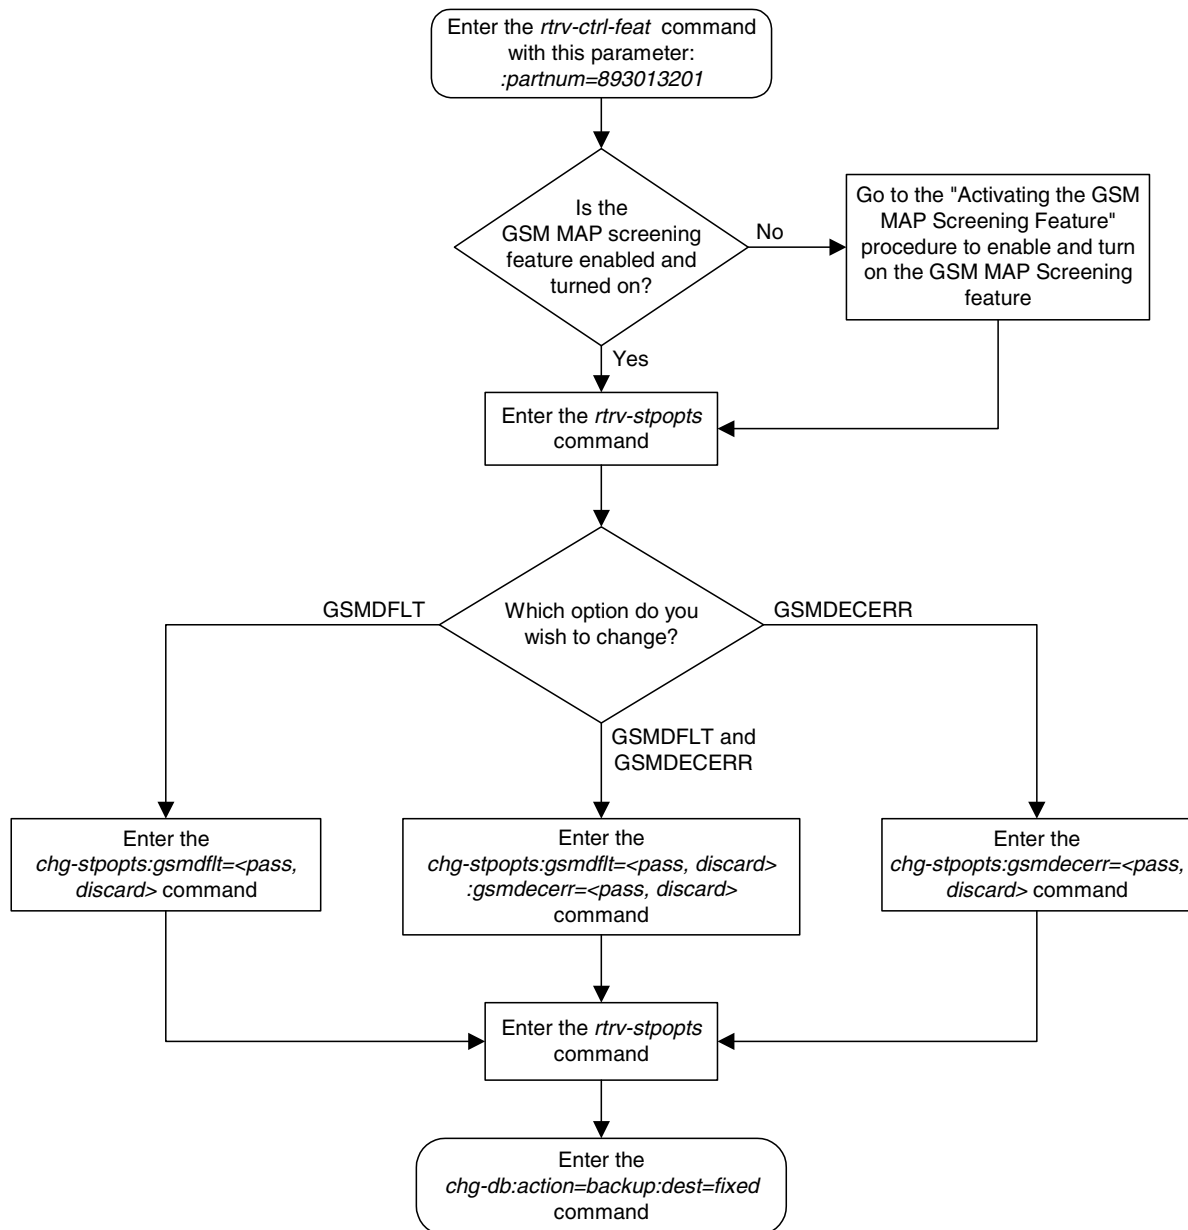 Enter the rtrv-ctrl-feat command
with this parameter:
:partnum=893013201
Is the
GSM MAP screening
feature enabled and
turned on?
No
Go to the "Activating the GSM
MAP Screening Feature"
procedure to enable and turn
on the GSM MAP Screening
feature
Yes
Enter the rtrv-stpopts
command
Which option do you
wish to change?
GSMDFLT
GSMDECERR
GSMDFLT and
GSMDECERR
Enter the
chg-stpopts:gsmdflt=<pass,
discard> command
Enter the
chg-stpopts:gsmdflt=<pass, discard>
:gsmdecerr=<pass, discard>
command
Enter the
chg-stpopts:gsmdecerr=<pass,
discard> command
Enter the rtrv-stpopts
command
Enter the
chg-db:action=backup:dest=fixed
command